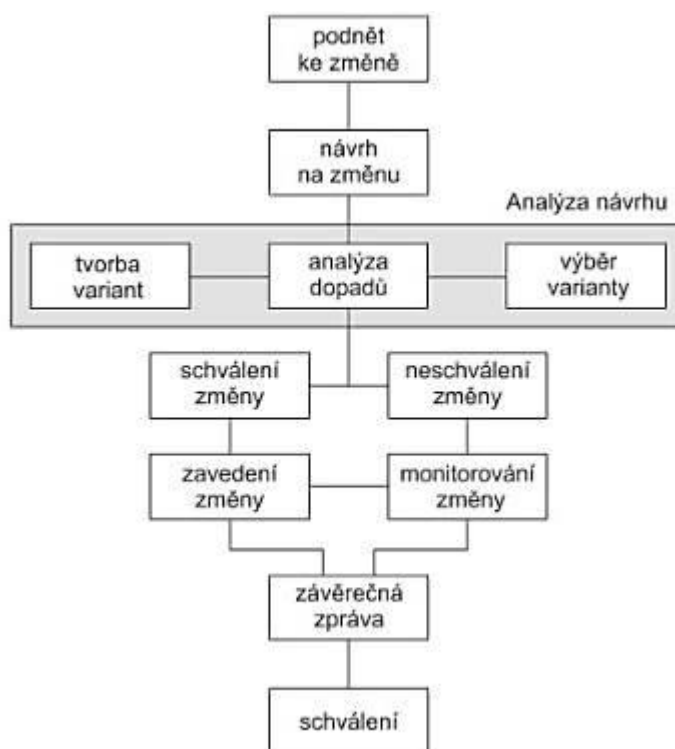 podnět
ke změně
návrh
na změnu
Analýza návrhu
tvorba
variant
analýza
dopadů
výběr
varianty
schválení
změny
neschválení
změny
zavedení
změny
monitorování
změny
závěrečná
zpráva
schválení